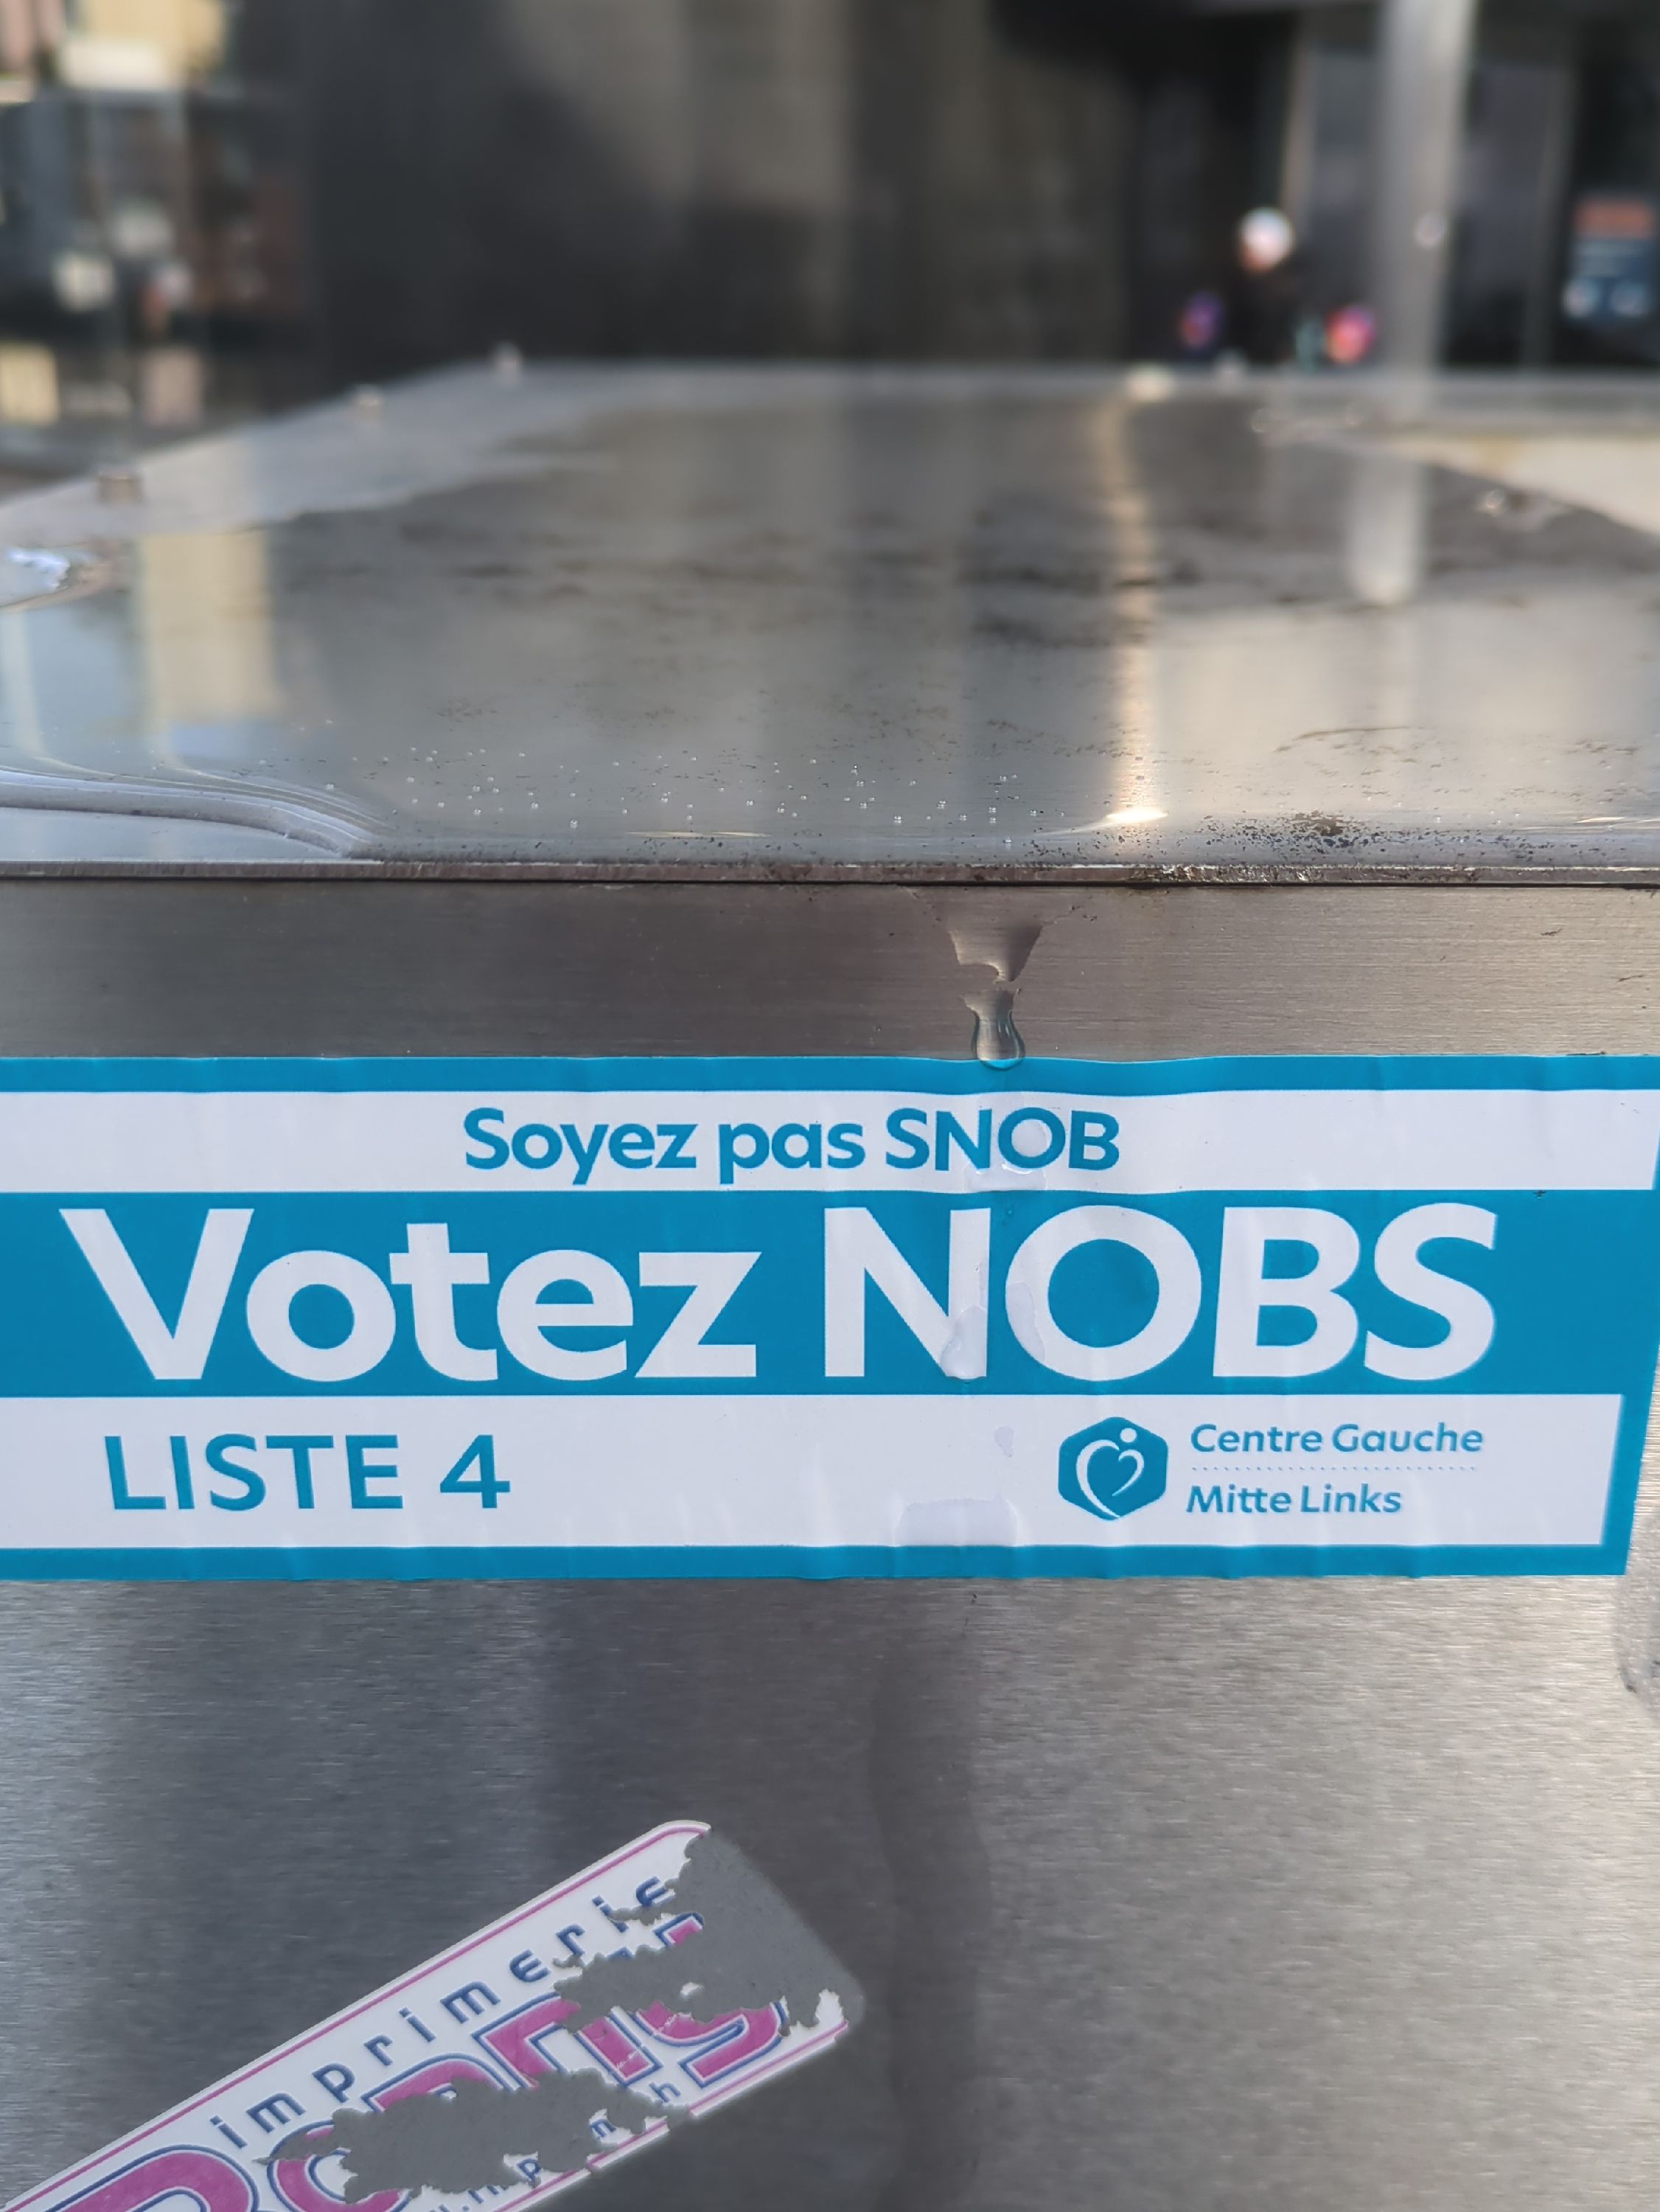 Soyez pas SNOB
Votez NOBS
LISTE 4
Centre Gauche
Mitte Links
imprimerie